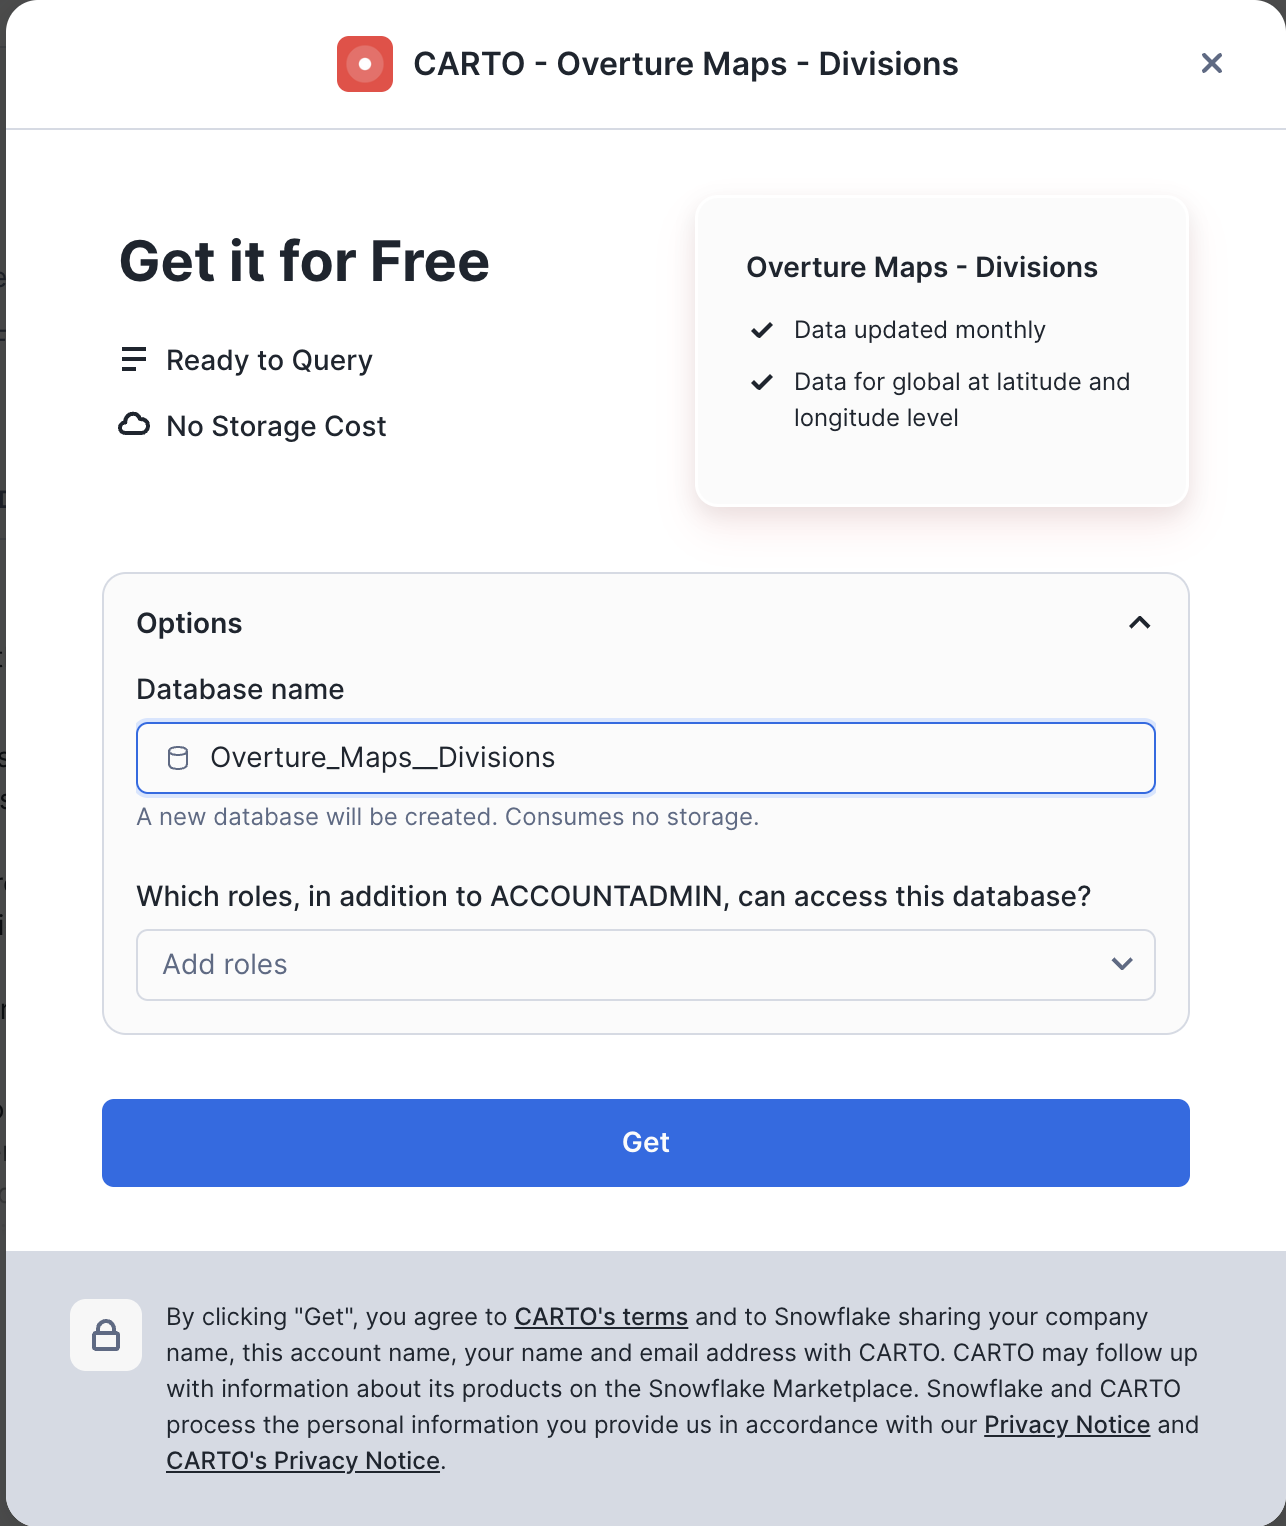 CARTO - Overture Maps - Divisions
Get it for Free
Ready to Query
No Storage Cost
Overture Maps - Divisions
Data updated monthly
Data for global at latitude and
longitude level
Options
Database name
Overture_Maps__Divisions
A new database will be created. Consumes no storage.
Which roles, in addition to ACCOUNTADMIN, can access this database?
Add roles
Get
By clicking "Get", you agree to CARTO's terms and to Snowflake sharing your company
name, this account name, your name and email address with CARTO. CARTO may follow up
with information about its products on the Snowflake Marketplace. Snowflake and CARTO
process the personal information you provide us in accordance with our Privacy Notice and
CARTO's Privacy Notice.